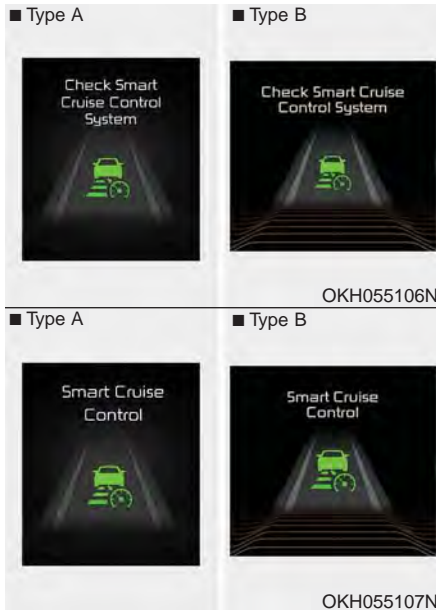 ■ Type A
■ Type B
Check Smart
Cruise Control
System
Check Smart Cruise
Control System
OKH055106N
■ Type A
■ Type B
Smart Cruise
Control
Smart Cruise
Control
OKH055107N